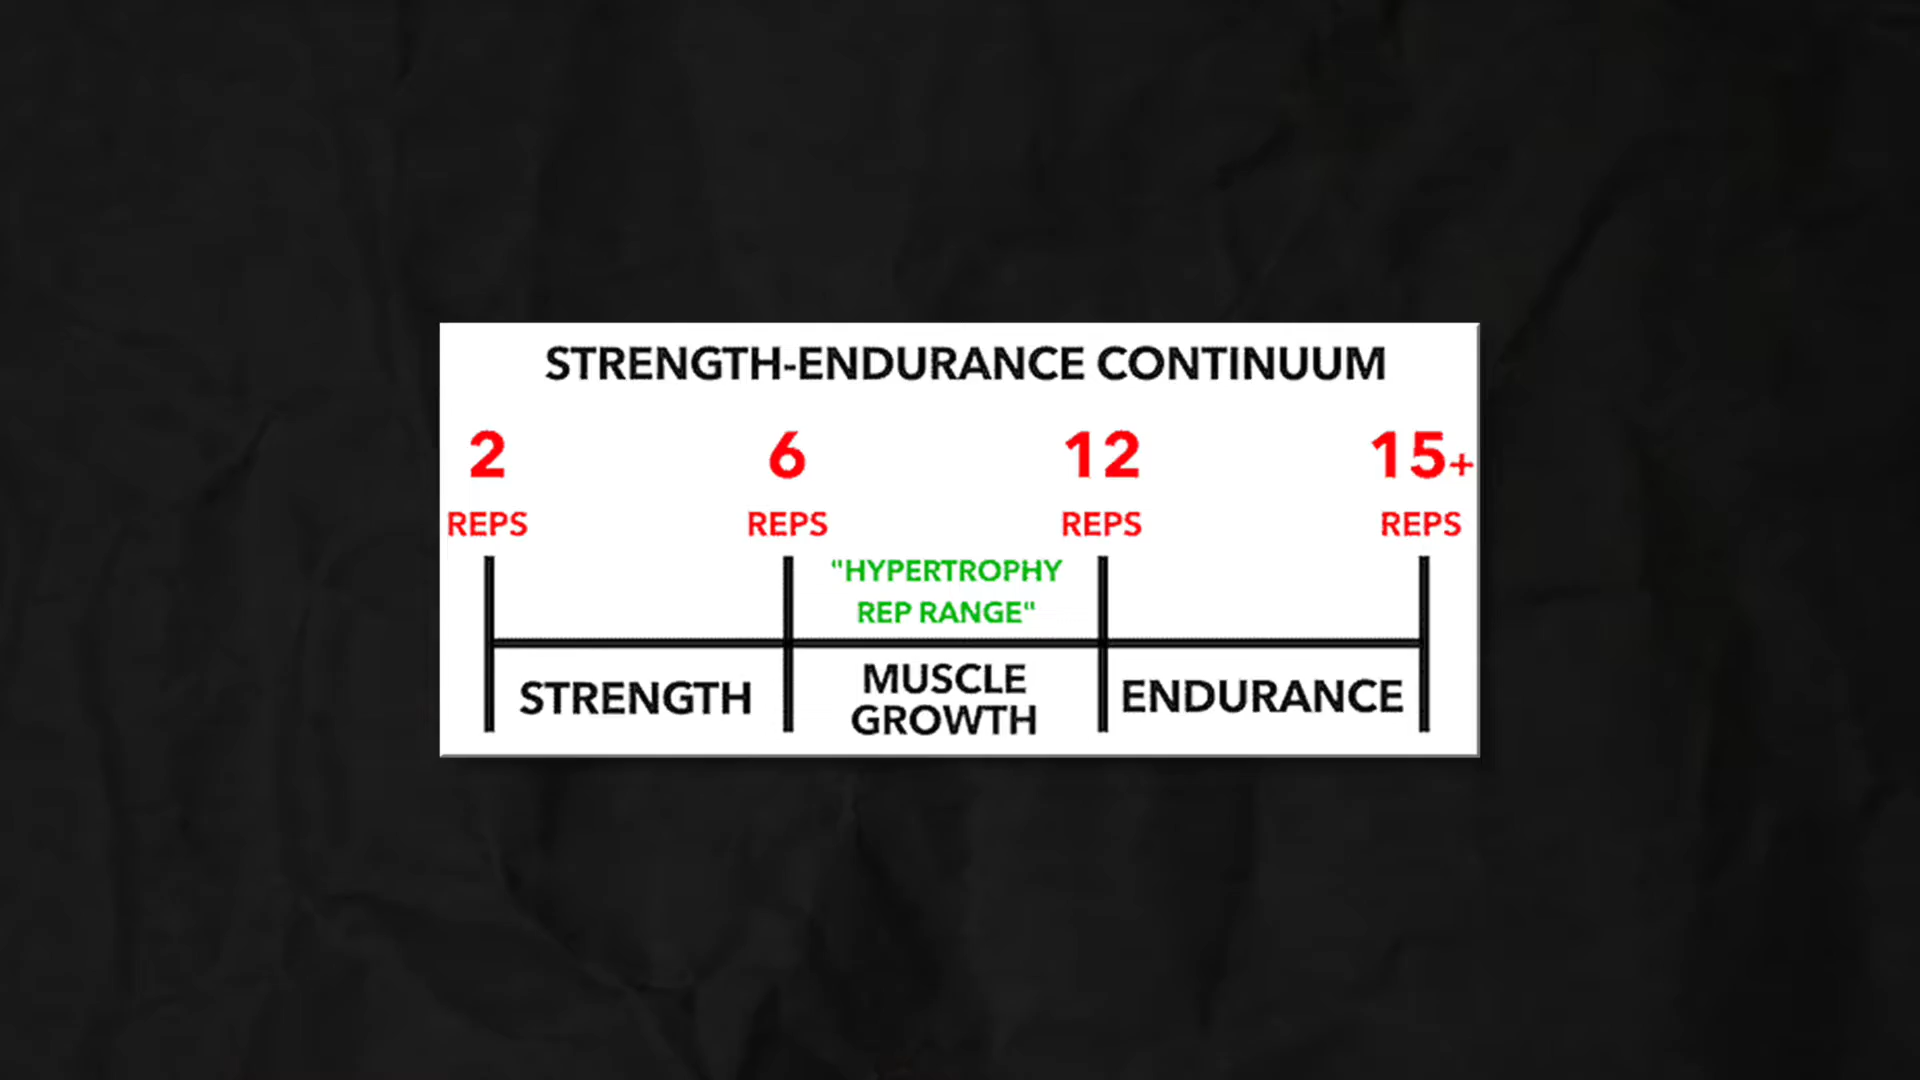 STRENGTH-ENDURANCE CONTINUUM
2 6 12 15+
REPS REPS REPS REPS
"HYPERTROPHY
REP RANGE"
STRENGTH MUSCLE GROWTH ENDURANCE